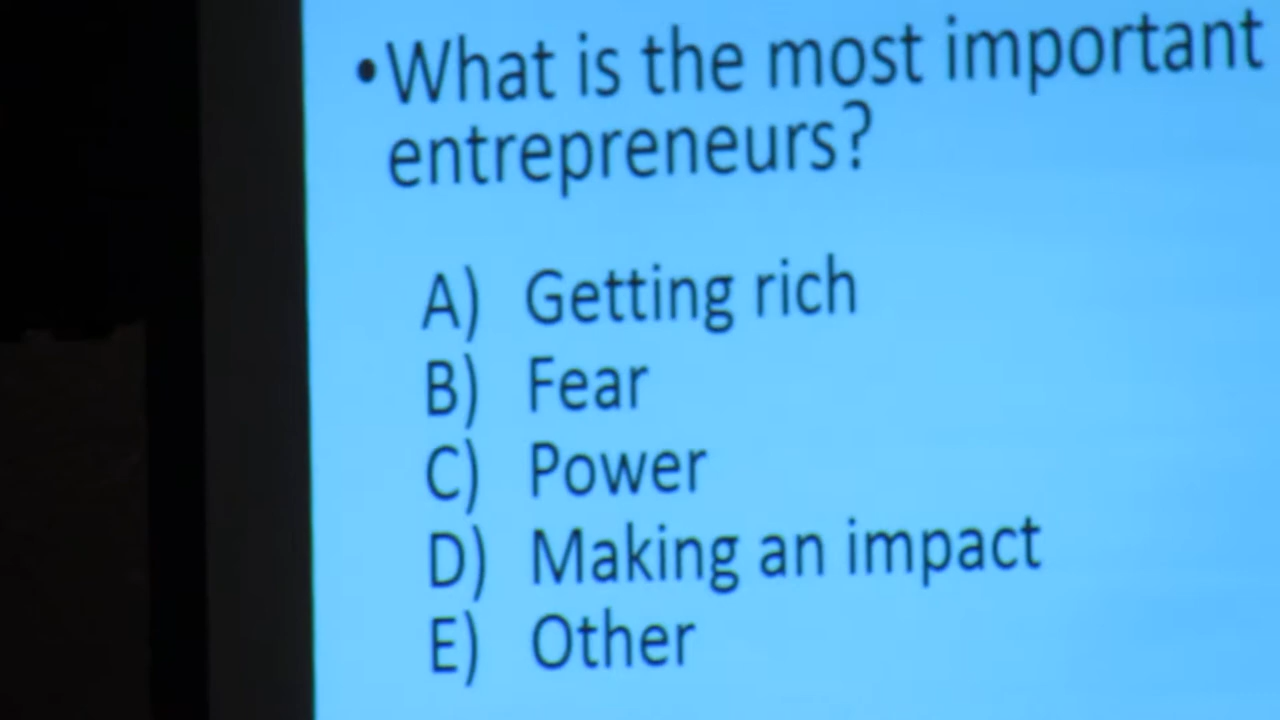 •What is the most important
entrepreneurs?
A) Getting rich
B) Fear
C) Power
D) Making an impact
E) Other